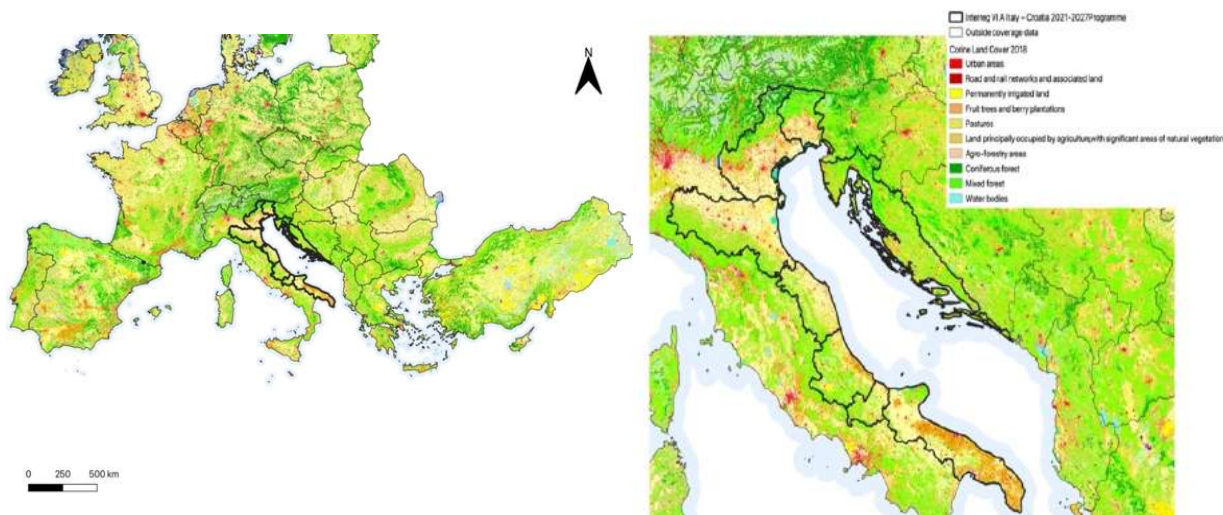 N
0 250 500 km
Interreg VI A Italy – Croatia 2021-2027Programme
Outside coverage data
Corine Land Cover 2018
Urban areas
Road and rail networks and associated land
Permanently irrigated land
Fruit trees and berry plantations
Pastures
Land principally occupied by agriculture,with significant areas of natural vegetation
Agro-forestry areas
Coniferous forest
Mixed forest
Water bodies